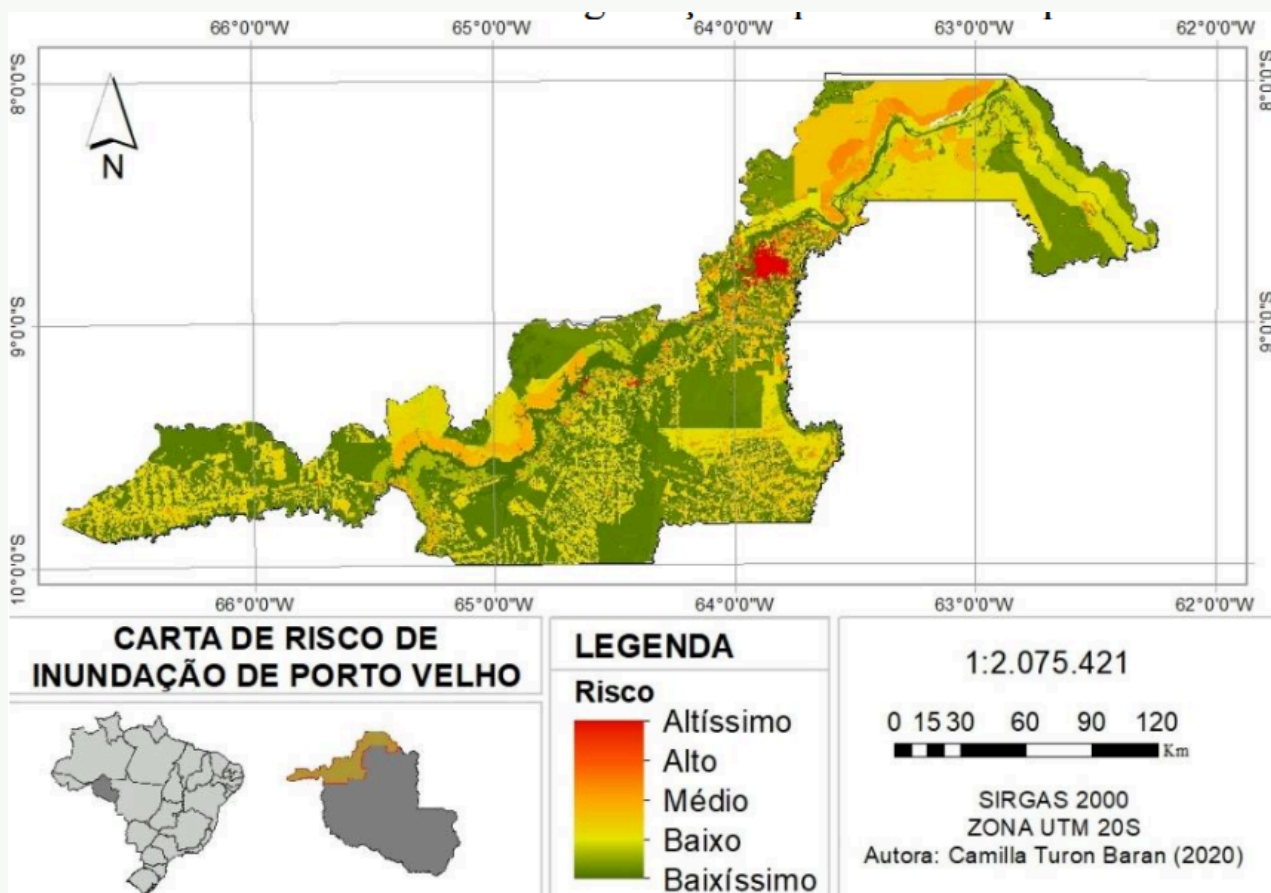 66°0'0"W 65°0'0"W 64°0'0"W 63°0'0"W 62°0'0"W
8°0'0"S
8°0'0"S
N
9°0'0"S
9°0'0"S
10°0'0"S
66°0'0"W 65°0'0"W 64°0'0"W 63°0'0"W 62°0'0"W
CARTA DE RISCO DE
INUNDAÇÃO DE PORTO VELHO
LEGENDA
Risco
Altíssimo
Alto
Médio
Baixo
Baixíssimo
1:2.075.421
0 15 30 60 90 120
Km
SIRGAS 2000
ZONA UTM 20S
Autora: Camilla Turon Baran (2020)